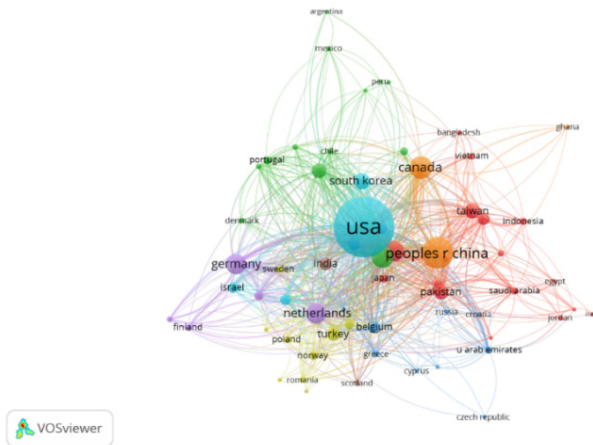 argentina
mexico
peru
ghana
bangladesh
chile
vietnam
portugal
canada
south korea
taiwan
denmark
indonesia
usa
peoples r china
germany
sweden
india
japan
egypt
israel
pakistan
saudi arabia
netherlands
russia
croatia
jordan
finland
turkey
belgium
poland
u arab emirates
norway
greece
cyprus
romania
scotland
czech republic
VOSviewer